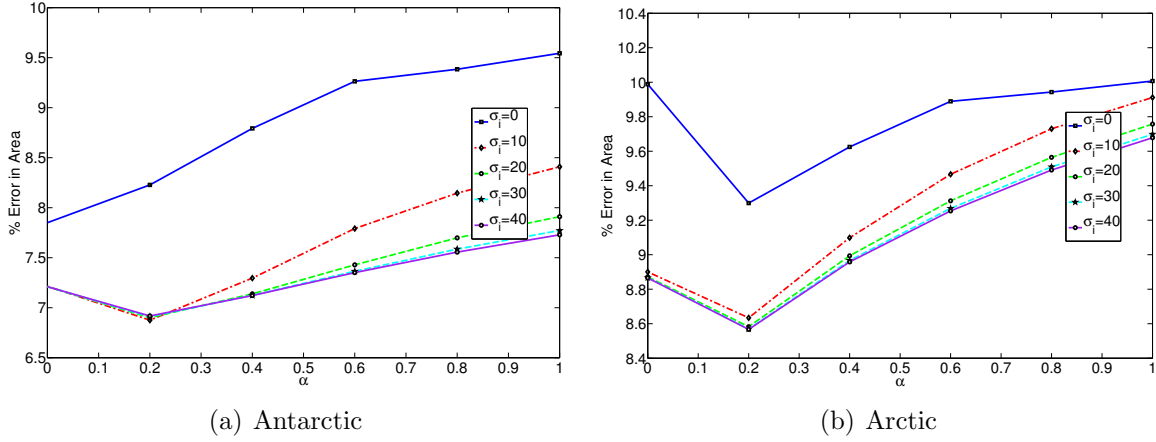 10
9.5
9
8.5
8
7.5
7
6.5
% Error in Area
0 0.1 0.2 0.3 0.4 0.5 0.6 0.7 0.8 0.9 1
α
σi=0
σi=10
σi=20
σi=30
σi=40
(a) Antarctic
10.4
10.2
10
9.8
9.6
9.4
9.2
9
8.8
8.6
8.4
% Error in Area
0 0.1 0.2 0.3 0.4 0.5 0.6 0.7 0.8 0.9 1
α
σi=0
σi=10
σi=20
σi=30
σi=40
(b) Arctic